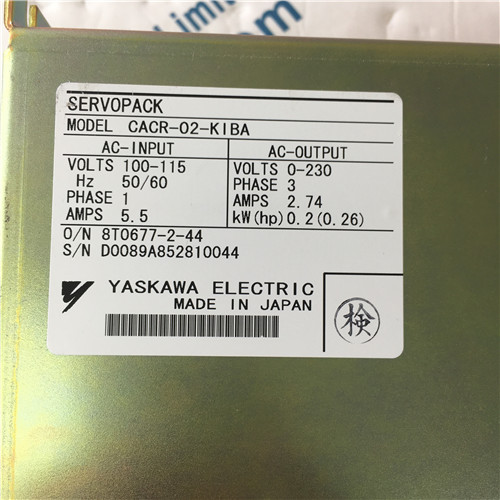 Limit
om
SERVOPACK
MODEL CACR-02-KIBA
AC-INPUT AC-OUTPUT
VOLTS 100-115 VOLTS 0-230
Hz 50/60 PHASE 3
PHASE 1 AMPS 2.74
AMPS 5.5 kW(hp) 0.2(0.26)
O/N 8T0677-2-44
S/N D0089A852810044
YASKAWA ELECTRIC
MADE IN JAPAN
検